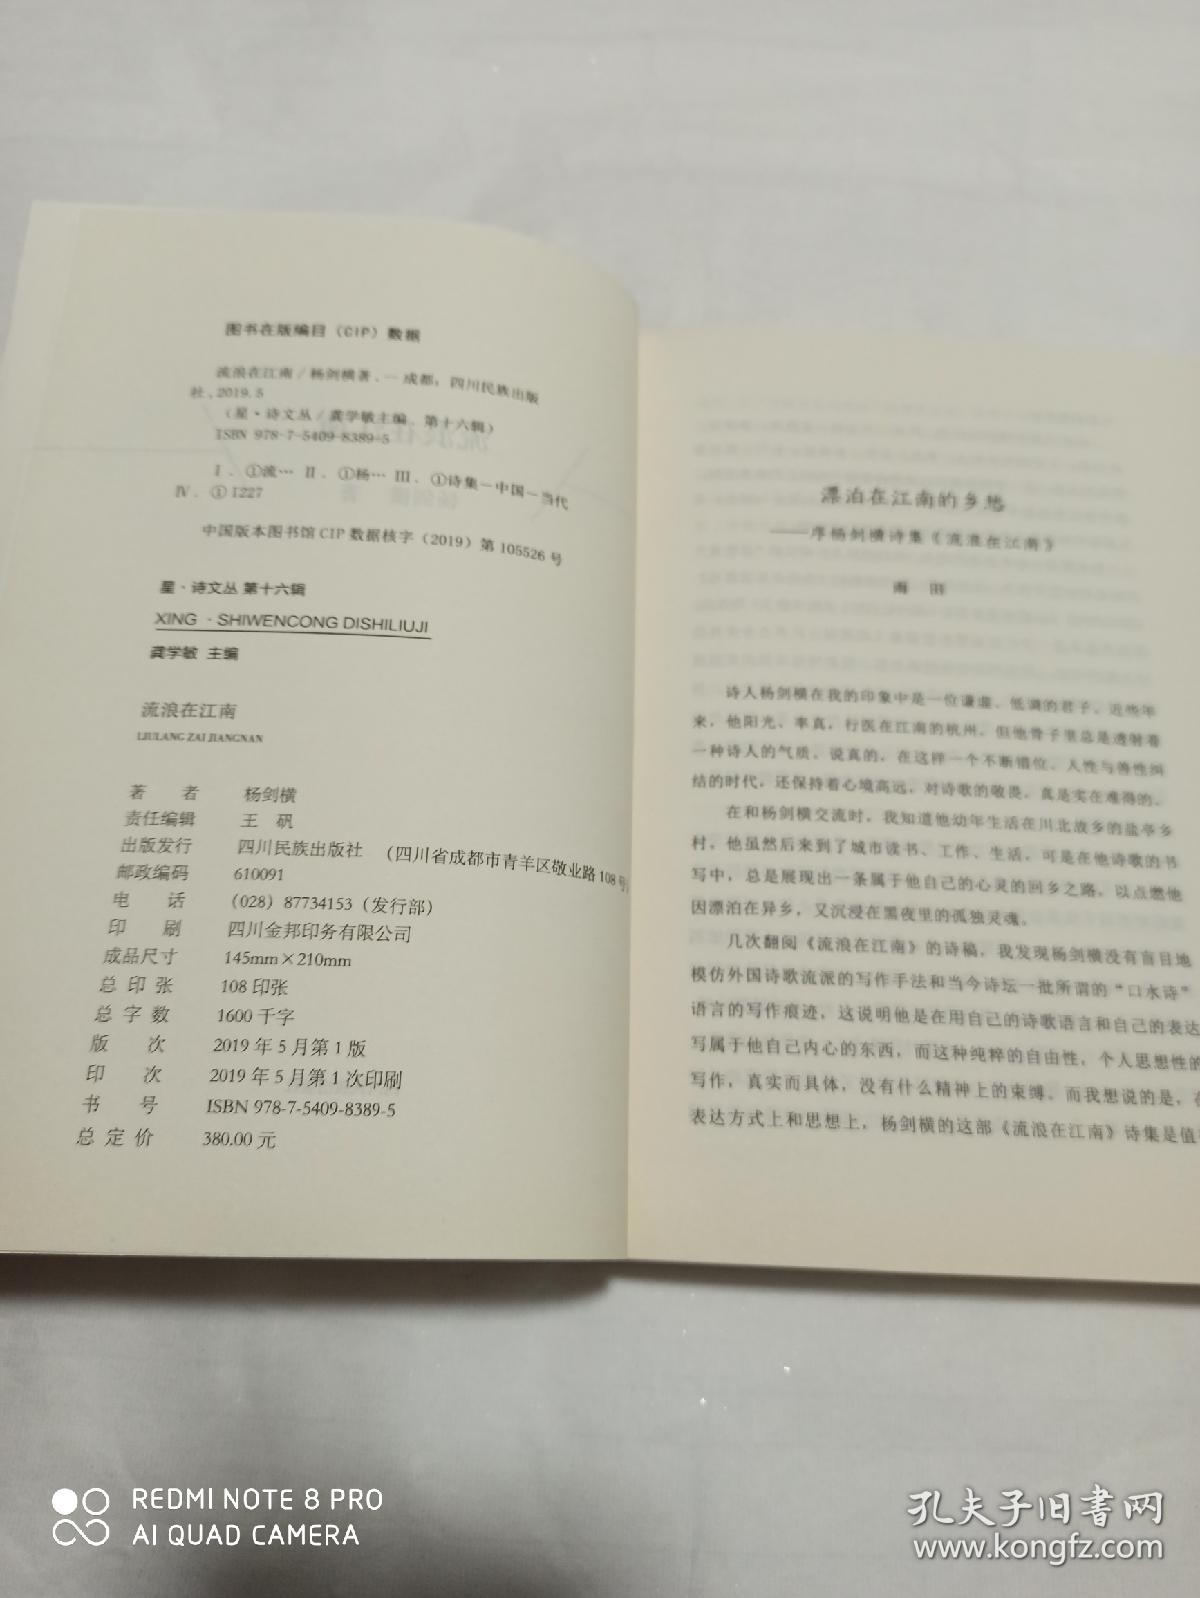 图书在版编目（CIP）数据
流浪在江南/杨剑横著.一成都：四川民族出版
社，2019.5
（星·诗文丛/龚学敏主编．第十六辑）
ISBN 978-7-5409-8389-5
Ⅰ．①流… Ⅱ．①杨… Ⅲ．①诗集－中国－当代
Ⅳ．①I227
中国版本图书馆CIP数据核字（2019）第105526号
星·诗文丛 第十六辑
XING · SHIWENCONG DISHILIUJI
龚学敏 主编
流浪在江南
LIULANG ZAI JIANGNAN
著 者 杨剑横
责任编辑 王 矾
出版发行 四川民族出版社 （四川省成都市青羊区敬业路108号）
邮政编码 610091
电 话 （028）87734153（发行部）
印 刷 四川金邦印务有限公司
成品尺寸 145mm×210mm
总 印 张 108印张
总 字 数 1600千字
版 次 2019年5月第1版
印 次 2019年5月第1次印刷
书 号 ISBN 978-7-5409-8389-5
总 定 价 380.00元
漂泊在江南的乡愁
——序杨剑横诗集《流浪在江南》
雨 田
诗人杨剑横在我的印象中是一位谦虚、低调的君子。近些年
来，他阳光、率真，行医在江南的杭州，但他骨子里总是透射着
一种诗人的气质。说真的，在这样一个不断错位、人性与兽性纠
结的时代，还保持着心境高远，对诗歌的敬畏，真是实在难得的。
在和杨剑横交流时，我知道他幼年生活在川北故乡的盐亭乡
村，他虽然后来到了城市读书、工作、生活，可是在他诗歌的书
写中，总是展现出一条属于他自己的心灵的回乡之路，以点燃他
因漂泊在异乡，又沉浸在黑夜里的孤独灵魂。
几次翻阅《流浪在江南》的诗稿，我发现杨剑横没有盲目地
模仿外国诗歌流派的写作手法和当今诗坛一批所谓的“口水诗”
语言的写作痕迹，这说明他是在用自己的诗歌语言和自己的表达
写属于他自己内心的东西，而这种纯粹的自由性，个人思想性的
写作，真实而具体，没有什么精神上的束缚。而我想说的是，在
表达方式上和思想上，杨剑横的这部《流浪在江南》诗集是值
REDMI NOTE 8 PRO
AI QUAD CAMERA
孔夫子旧书网
www.kongfz.com